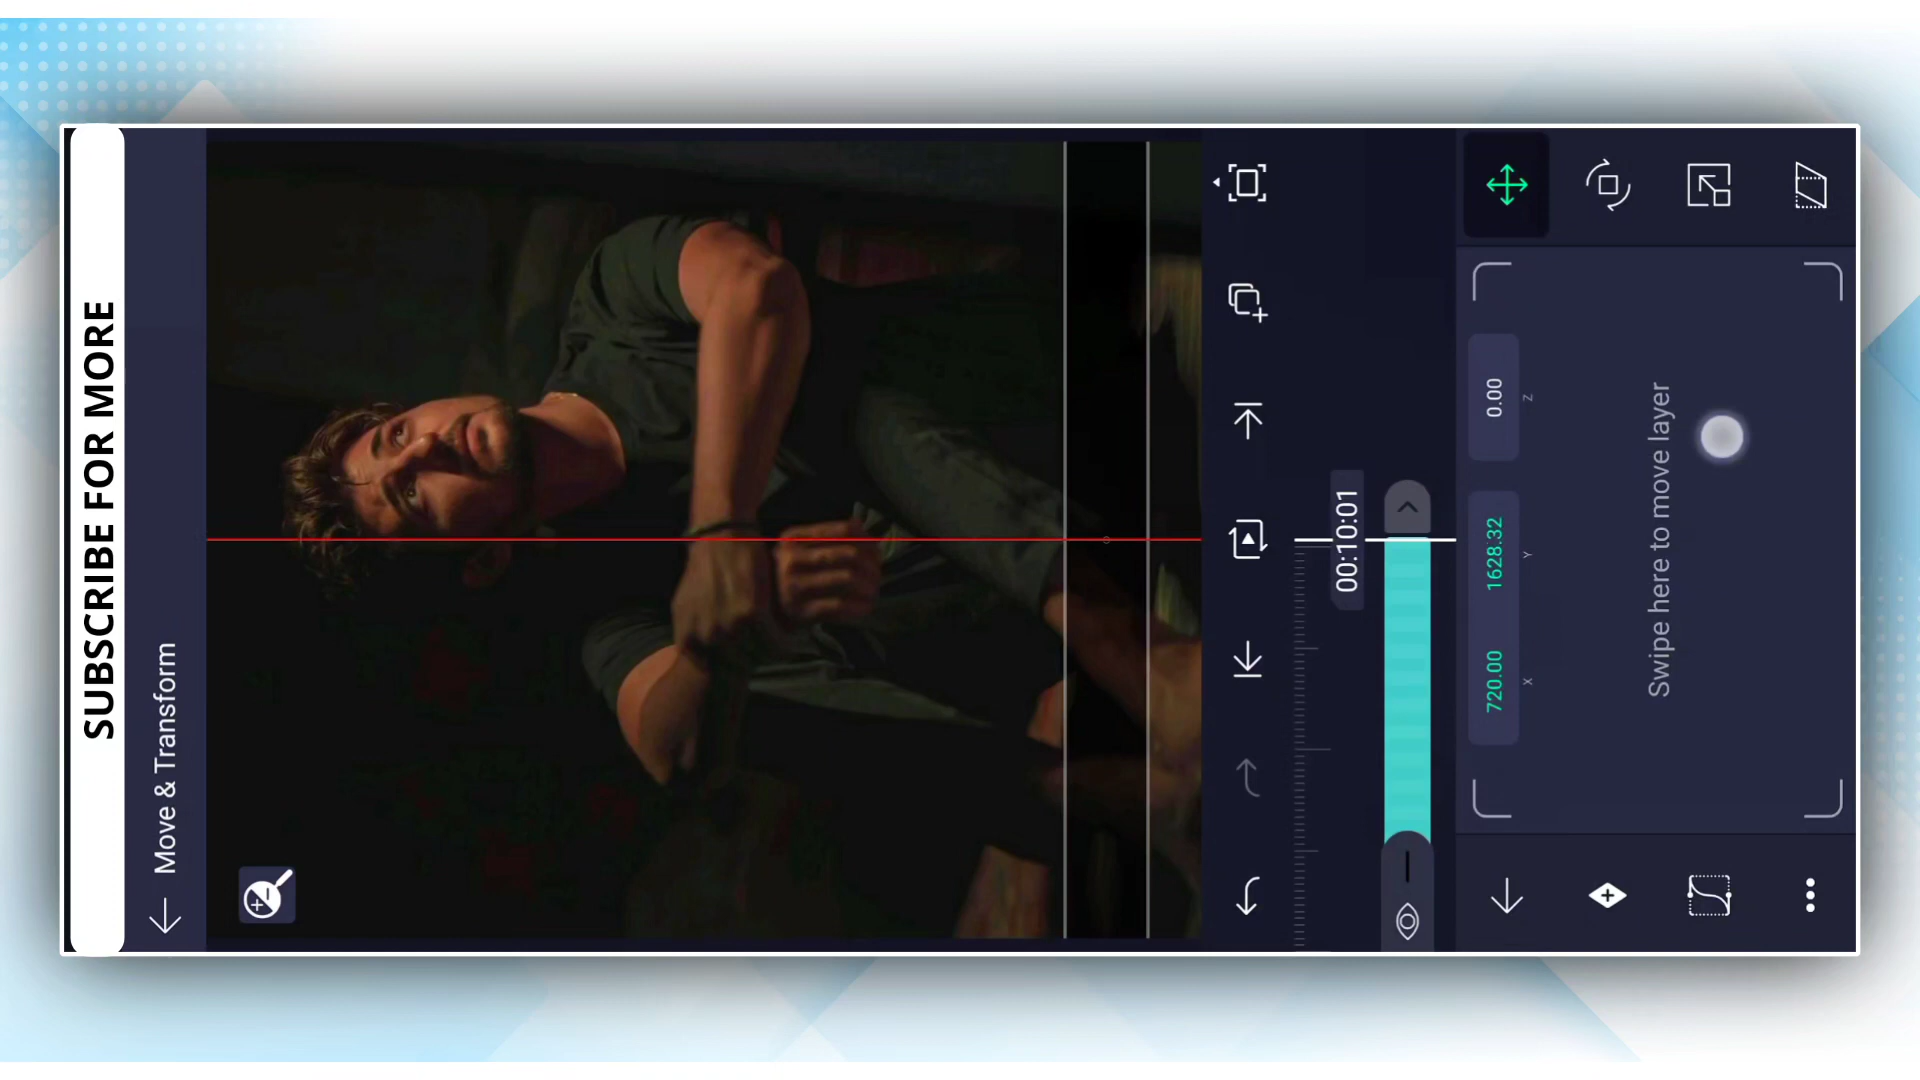 SUBSCRIBE FOR MORE
Move & Transform
00:10:01
720.00 1628.32 0.00
X Y Z
Swipe here to move layer